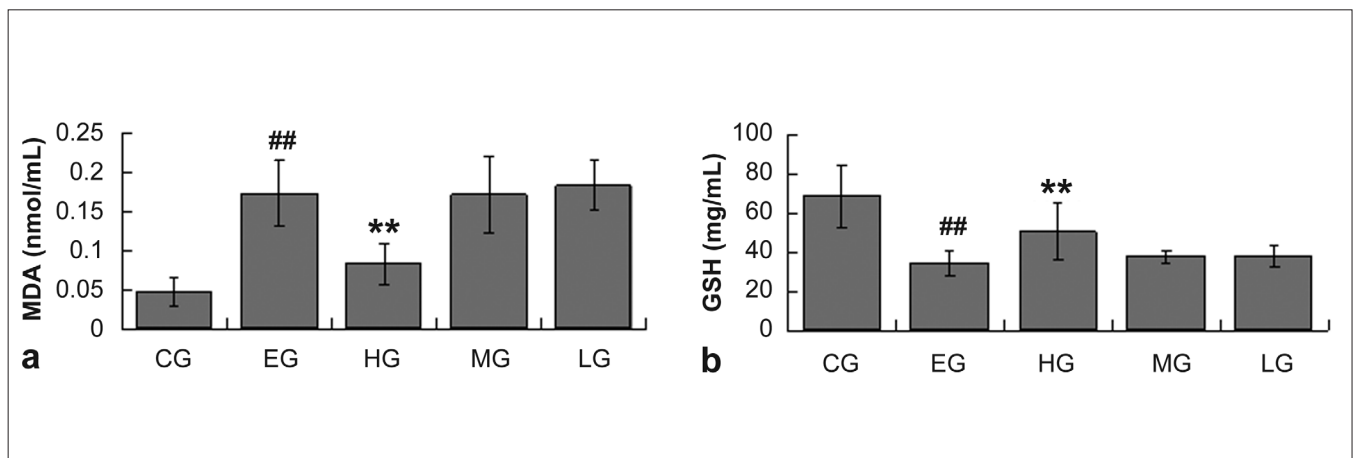 MDA (nmol/mL)
0.25
0.2
0.15
0.1
0.05
0
##
**
CG EG HG MG LG
a
GSH (mg/mL)
100
80
60
40
20
0
##
**
CG EG HG MG LG
b